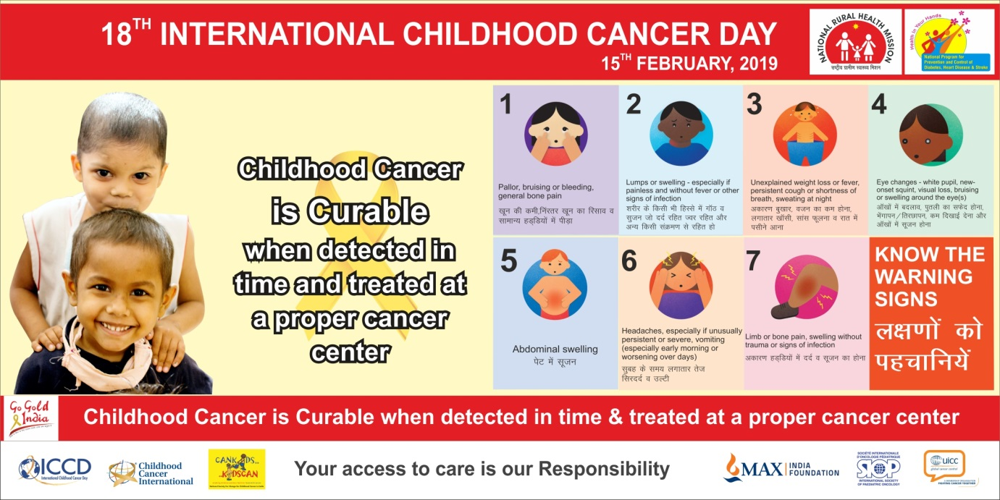 18TH INTERNATIONAL CHILDHOOD CANCER DAY
15TH FEBRUARY, 2019
NATIONAL RURAL HEALTH MISSION
राष्ट्रीय ग्रामीण स्वास्थ्य मिशन
Health in Your Hands
National Program for
Prevention and Control of
Diabetes, Heart Disease & Stroke
Childhood Cancer
is Curable
when detected in
time and treated at
a proper cancer
center
1
Pallor, bruising or bleeding,
general bone pain
खून की कमी,निंरतर खून का रिसाव व
सामान्य हड्डियों में पीड़ा
2
Lumps or swelling - especially if
painless and without fever or other
signs of infection
शरीर के किसी भी हिस्से में गाँठ व
सुजन जो दर्द रहित ज्वर रहित और
अन्य किसी संक्रमण से रहित हो
3
Unexplained weight loss or fever,
persistent cough or shortness of
breath, sweating at night
अकारण बुखार, वजन का कम होना,
लगातार खाँसी, सांस फूलना व रात में
पसीने आना
4
Eye changes - white pupil, new-
onset squint, visual loss, bruising
or swelling around the eye(s)
आँखों में बदलाव, पुतली का सफेद होना,
भेंगापन/तिरछापन, कम दिखाई देना और
आँखों में सूजन होना
5
Abdominal swelling
पेट में सूजन
6
Headaches, especially if unusually
persistent or severe, vomiting
(especially early morning or
worsening over days)
सुबह के समय लगातार तेज
सिरदर्द व उल्टी
7
Limb or bone pain, swelling without
trauma or signs of infection
अकारण हड्डियों में दर्द व सूजन का होना
KNOW THE
WARNING
SIGNS
लक्षणों को
पहचानियें
Go Gold
India
Childhood Cancer is Curable when detected in time & treated at a proper cancer center
ICCD
International Childhood Cancer Day
Childhood
Cancer
International
CANKIDS
KIDSCAN
Your access to care is our Responsibility
MAX INDIA
FOUNDATION
SOCIÉTÉ INTERNATIONALE
D'ONCOLOGIE PÉDIATRIQUE
SIOP
INTERNATIONAL SOCIETY
OF PAEDIATRIC ONCOLOGY
uicc
global cancer control
A MEMBERSHIP ORGANISATION
FIGHTING CANCER TOGETHER